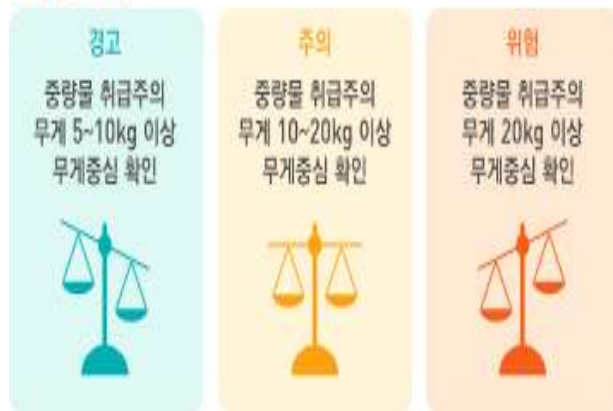 경고
중량물 취급주의
무게 5~10kg 이상
무게중심 확인
주의
중량물 취급주의
무게 10~20kg 이상
무게중심 확인
위험
중량물 취급주의
무게 20kg 이상
무게중심 확인